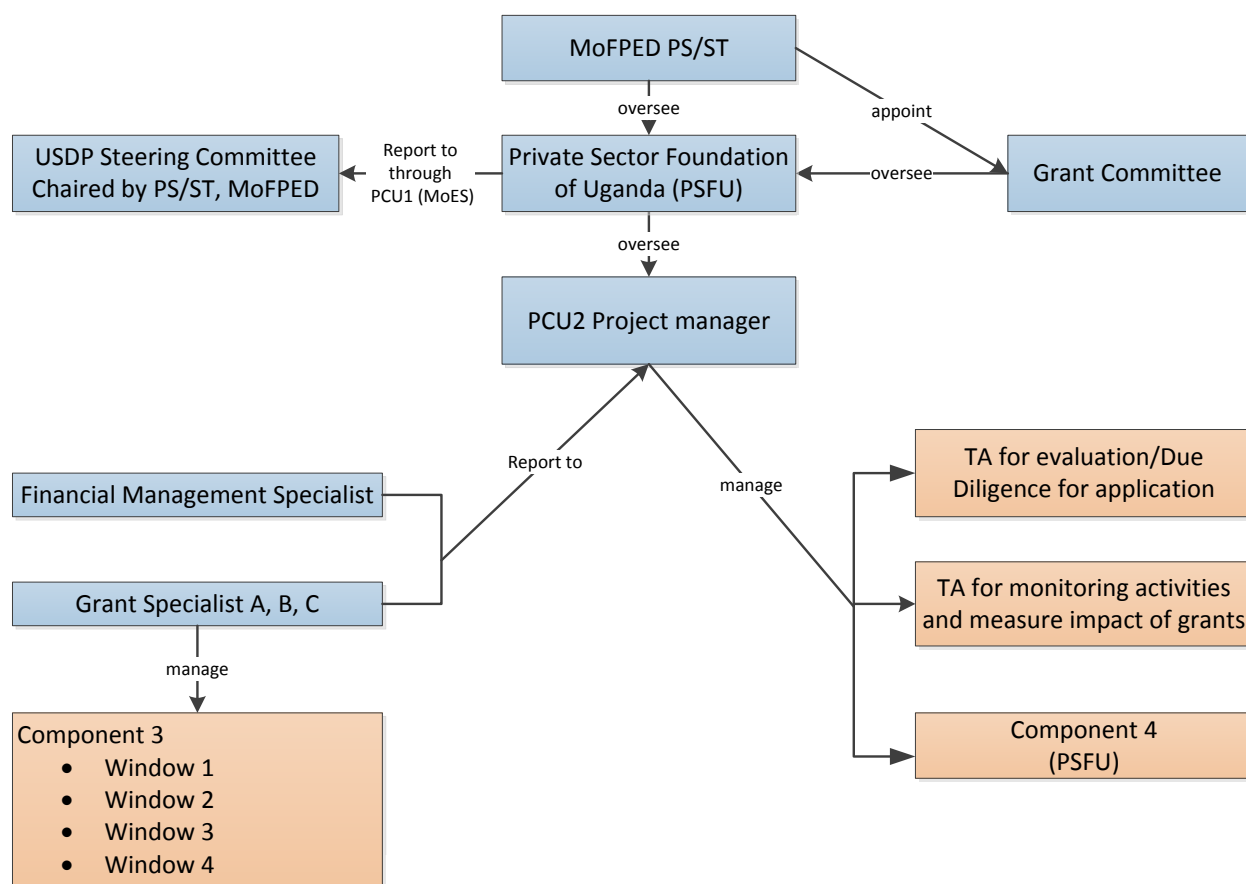 MoFPED PS/ST
oversee
appoint
USDP Steering Committee
Chaired by PS/ST, MoFPED
Report to
through
PCU1 (MoES)
Private Sector Foundation
of Uganda (PSFU)
oversee
Grant Committee
oversee
PCU2 Project manager
Report to
manage
Financial Management Specialist
Grant Specialist A, B, C
manage
Component 3
• Window 1
• Window 2
• Window 3
• Window 4
TA for evaluation/Due
Diligence for application
TA for monitoring activities
and measure impact of grants
Component 4
(PSFU)